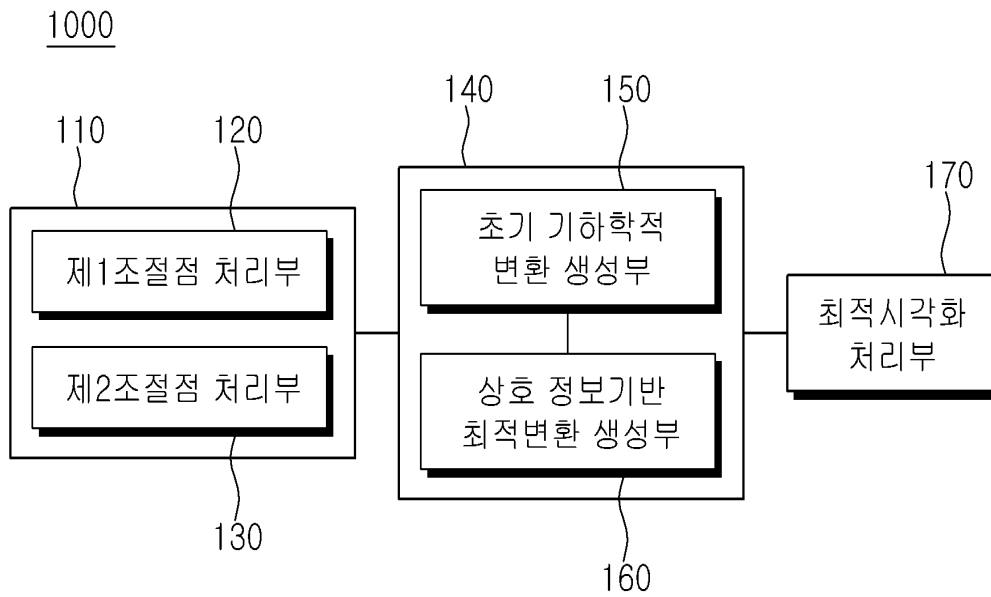 1000
110
120
140
150
170
제1조절점 처리부
제2조절점 처리부
130
초기 기하학적
변환 생성부
상호 정보기반
최적변환 생성부
160
최적시각화
처리부